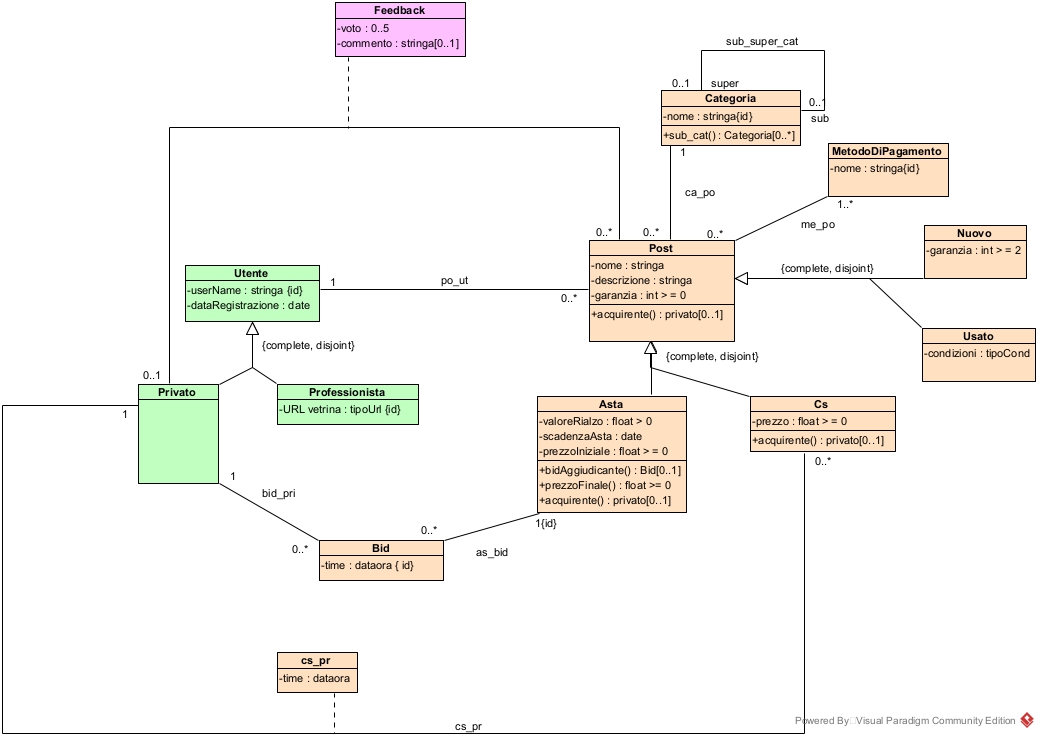 Feedback
-voto : 0..5
-commento : stringa[0..1]
sub_super_cat
0..1
super
Categoria
-nome : stringa{id}
+sub_cat() : Categoria[0..*]
0..1
sub
1
MetodoDiPagamento
-nome : stringa{id}
1..*
ca_po
me_po
0..*
0..*
0..*
Nuovo
-garanzia : int > = 2
Post
-nome : stringa
-descrizione : stringa
-garanzia : int > = 0
+acquirente() : privato[0..1]
{complete, disjoint}
Utente
-userName : stringa {id}
-dataRegistrazione : date
1
po_ut
0..*
Usato
-condizioni : tipoCond
{complete, disjoint}
{complete, disjoint}
0..1
Privato
1
Professionista
-URL vetrina : tipoUrl {id}
Asta
-valoreRialzo : float > 0
-scadenzaAsta : date
-prezzoIniziale : float > = 0
+bidAggiudicante() : Bid[0..1]
+prezzoFinale() : float >= 0
+acquirente() : privato[0..1]
Cs
-prezzo : float > = 0
+acquirente() : privato[0..1]
0..*
1
bid_pri
0..*
0..*
1{id}
as_bid
Bid
-time : dataora { id}
cs_pr
-time : dataora
cs_pr
Powered By Visual Paradigm Community Edition